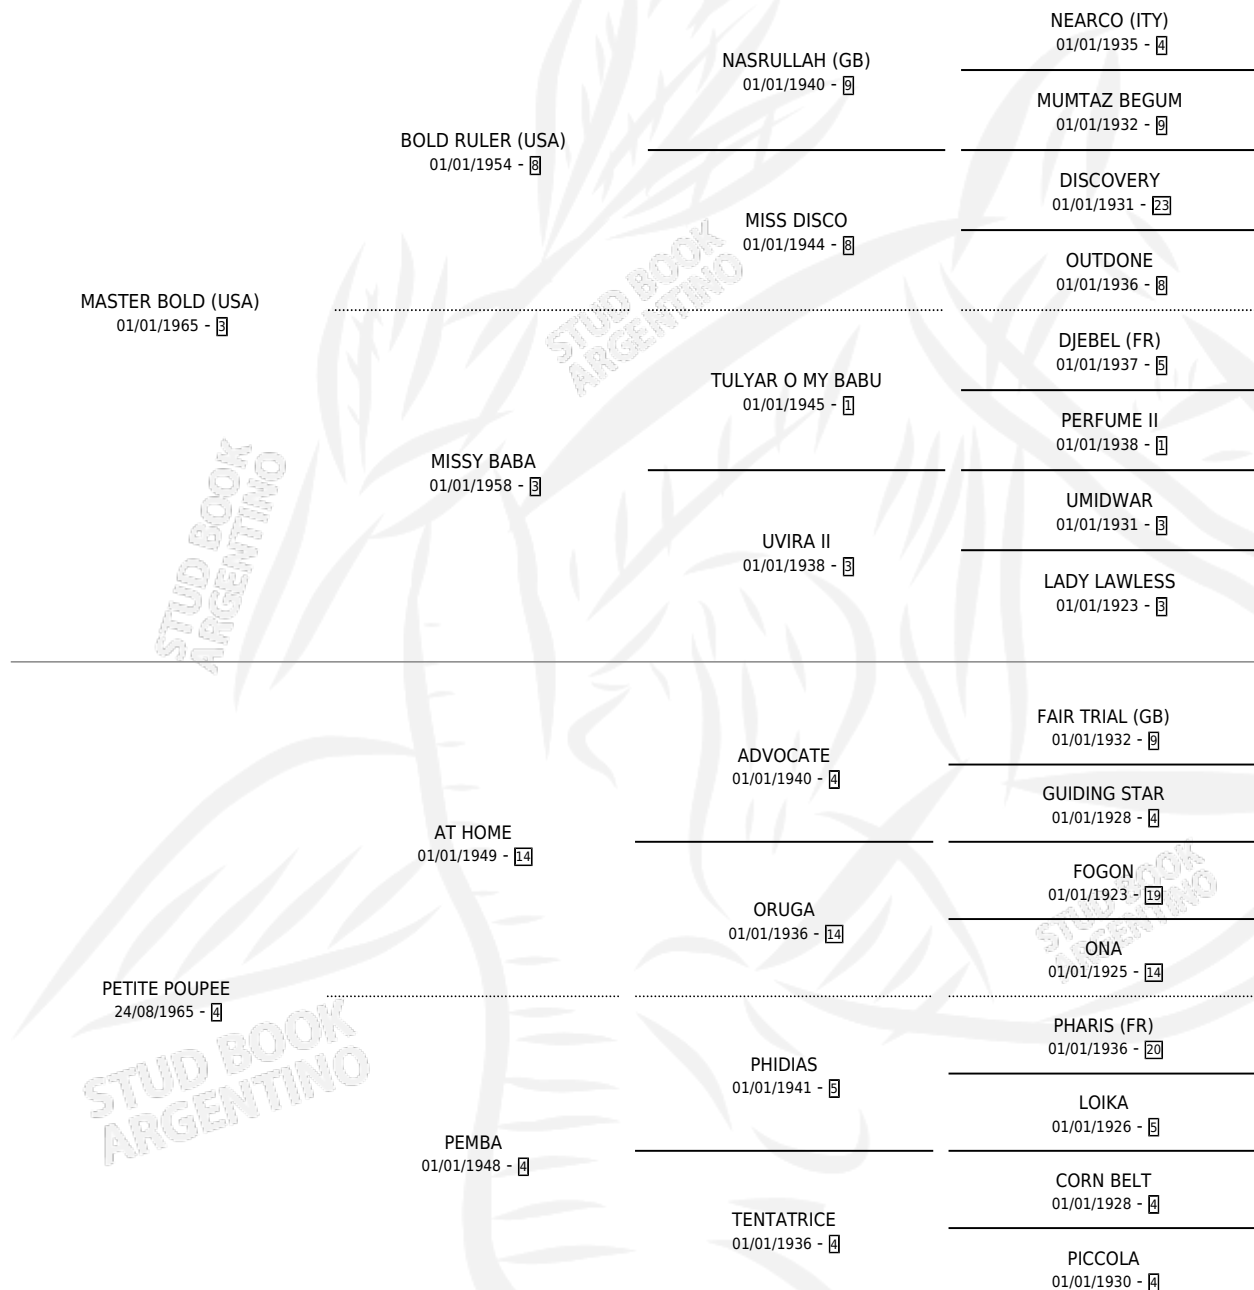 NEARCO (ITY)
01/01/1935 - 4
NASRULLAH (GB)
01/01/1940 - 9
MUMTAZ BEGUM
01/01/1932 - 9
BOLD RULER (USA)
01/01/1954 - 8
DISCOVERY
01/01/1931 - 23
MISS DISCO
01/01/1944 - 8
OUTDONE
01/01/1936 - 8
MASTER BOLD (USA)
01/01/1965 - 3
STUD BOOK
ARGENTINO
DJEBEL (FR)
01/01/1937 - 5
TULYAR O MY BABU
01/01/1945 - 1
PERFUME II
01/01/1938 - 1
MISSY BABA
01/01/1958 - 3
UMIDWAR
01/01/1931 - 3
UVIRA II
01/01/1938 - 3
LADY LAWLESS
01/01/1923 - 3
STUD BOOK
ARGENTINO
FAIR TRIAL (GB)
01/01/1932 - 9
ADVOCATE
01/01/1940 - 4
GUIDING STAR
01/01/1928 - 4
AT HOME
01/01/1949 - 14
FOGON
01/01/1923 - 19
ORUGA
01/01/1936 - 14
ONA
01/01/1925 - 14
STUD BOOK
ARGENTINO
PETITE POUPEE
24/08/1965 - 4
PHARIS (FR)
01/01/1936 - 20
PHIDIAS
01/01/1941 - 5
LOIKA
01/01/1926 - 5
STUD BOOK
ARGENTINO
PEMBA
01/01/1948 - 4
CORN BELT
01/01/1928 - 4
TENTATRICE
01/01/1936 - 4
PICCOLA
01/01/1930 - 4